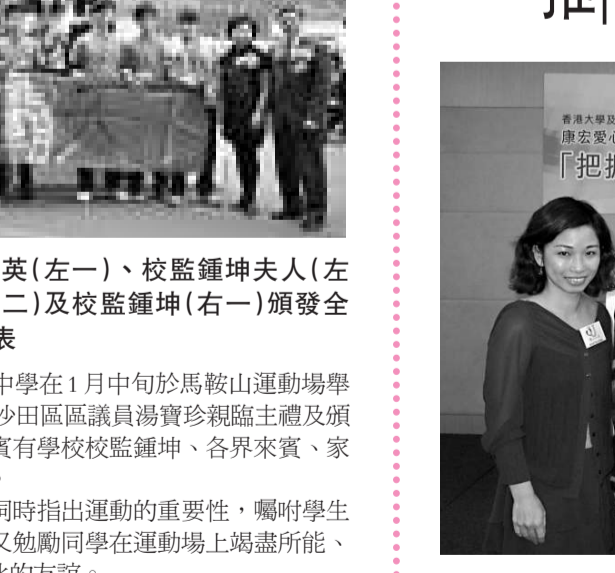 英(左一)、校監鍾坤夫人(左
二)及校監鍾坤(右一)頒發全
表
中學在1月中旬於馬鞍山運動場舉
沙田區區議員湯寶珍親臨主禮及頒
賓有學校校監鍾坤、各界來賓、家
同時指出運動的重要性,囑咐學生
又勉勵同學在運動場上竭盡所能、
的友誼。
香港大學及
康宏愛心
「把握